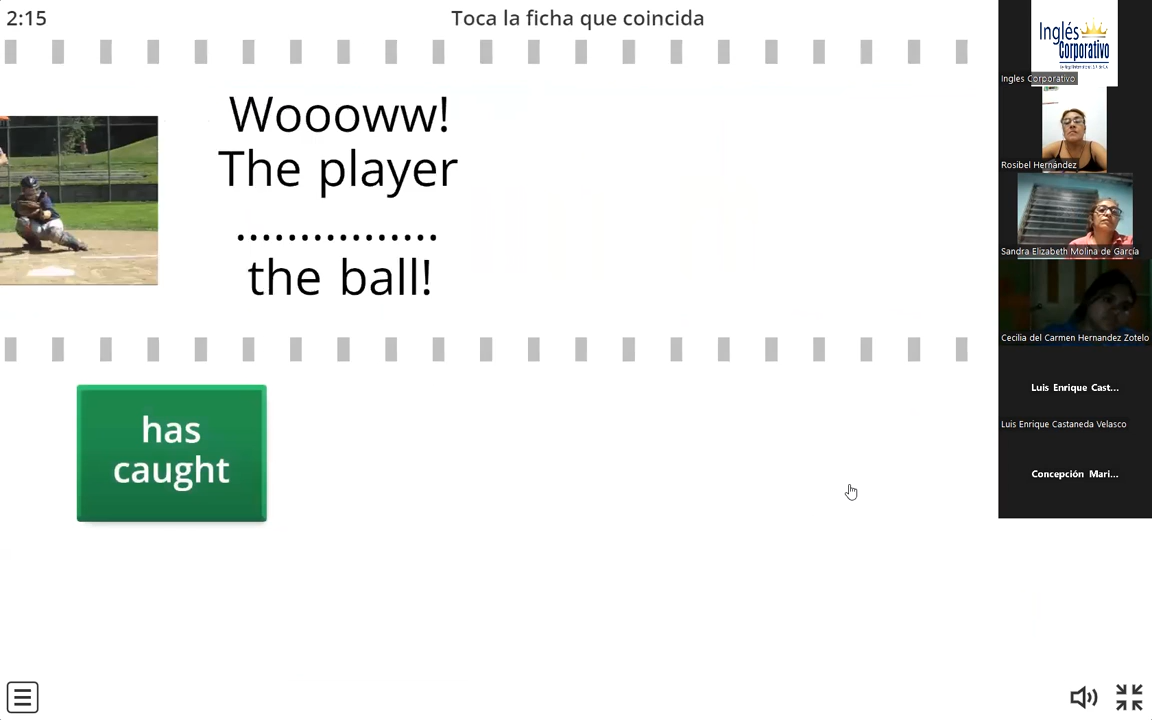 2:15
Toca la ficha que coincida
Woooww!
The player
................
the ball!
has
caught
Inglés
Corporativo
Ingles Corporativo
Rosibel Hernández
Sandra Elizabeth Molina de García
Cecilia del Carmen Hernandez Zotelo
Luis Enrique Cast...
Luis Enrique Castaneda Velasco
Concepción Mari...